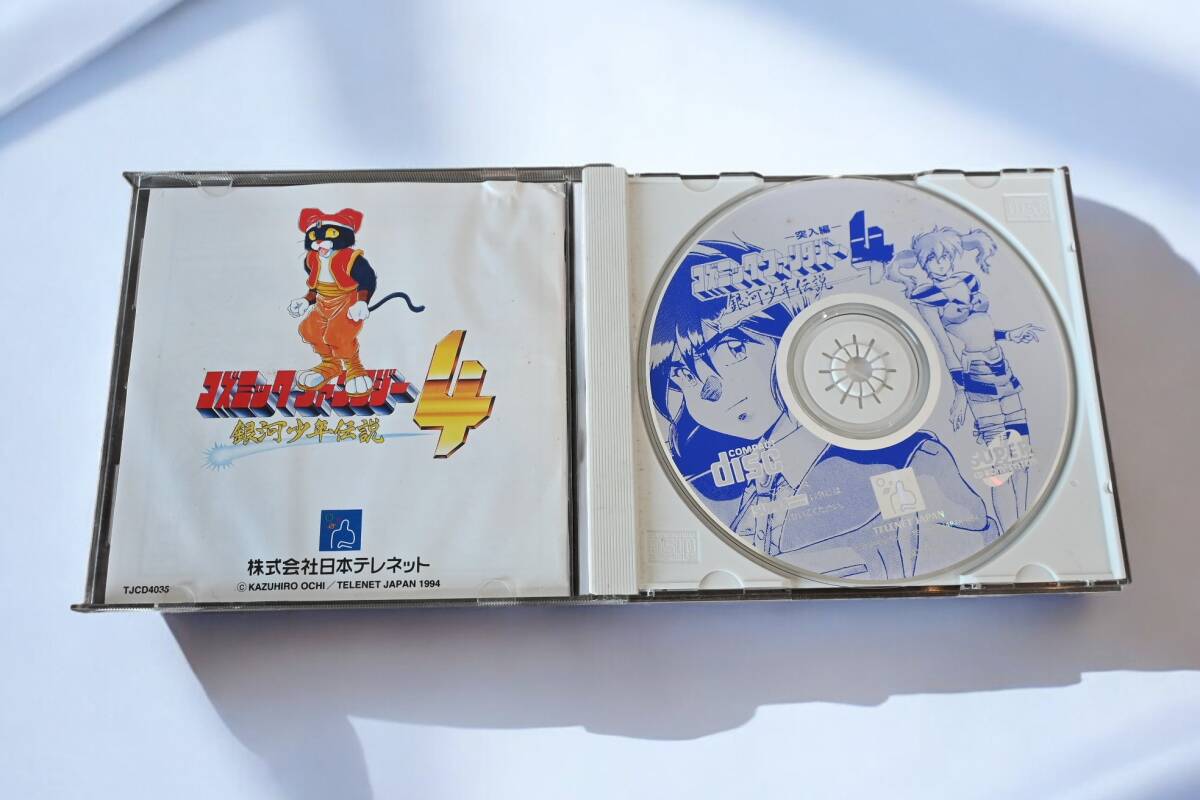 コズミック・ファンタジー4
銀河少年伝説
株式会社日本テレネット
TJCD4035
© KAZUHIRO OCHI／TELENET JAPAN 1994
―突入編―
コズミック・ファンタジー4
銀河少年伝説
COMPACT
disc
SUPER
TELENET JAPAN